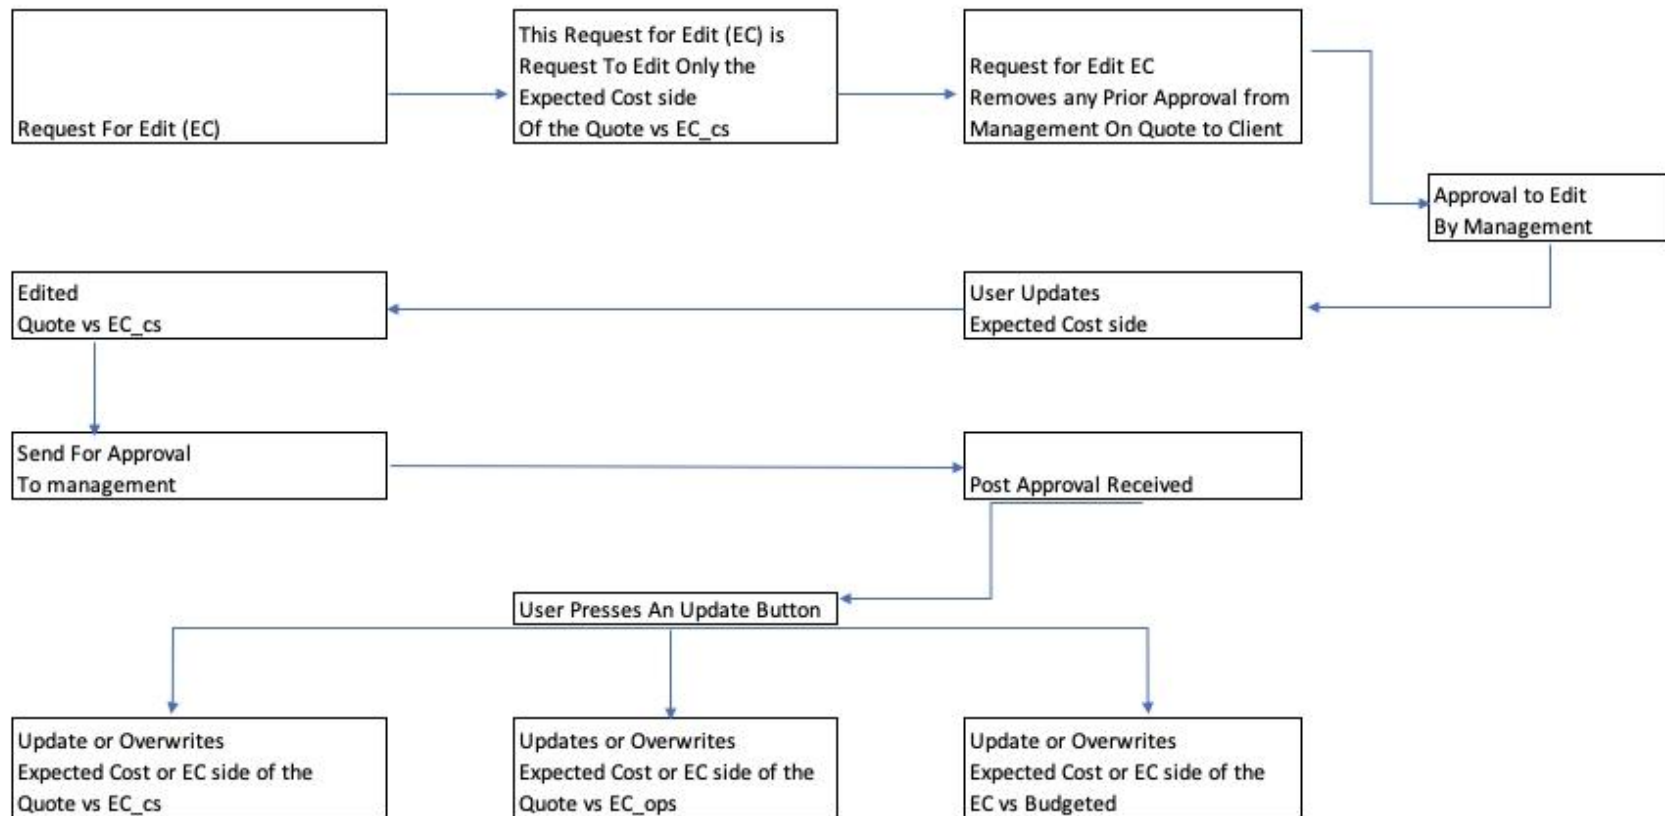 Request For Edit (EC)
This Request for Edit (EC) is
Request To Edit Only the
Expected Cost side
Of the Quote vs EC_cs
Request for Edit EC
Removes any Prior Approval from
Management On Quote to Client
Approval to Edit
By Management
User Updates
Expected Cost side
Edited
Quote vs EC_cs
Send For Approval
To management
Post Approval Received
User Presses An Update Button
Update or Overwrites
Expected Cost or EC side of the
Quote vs EC_cs
Updates or Overwrites
Expected Cost or EC side of the
Quote vs EC_ops
Update or Overwrites
Expected Cost or EC side of the
EC vs Budgeted